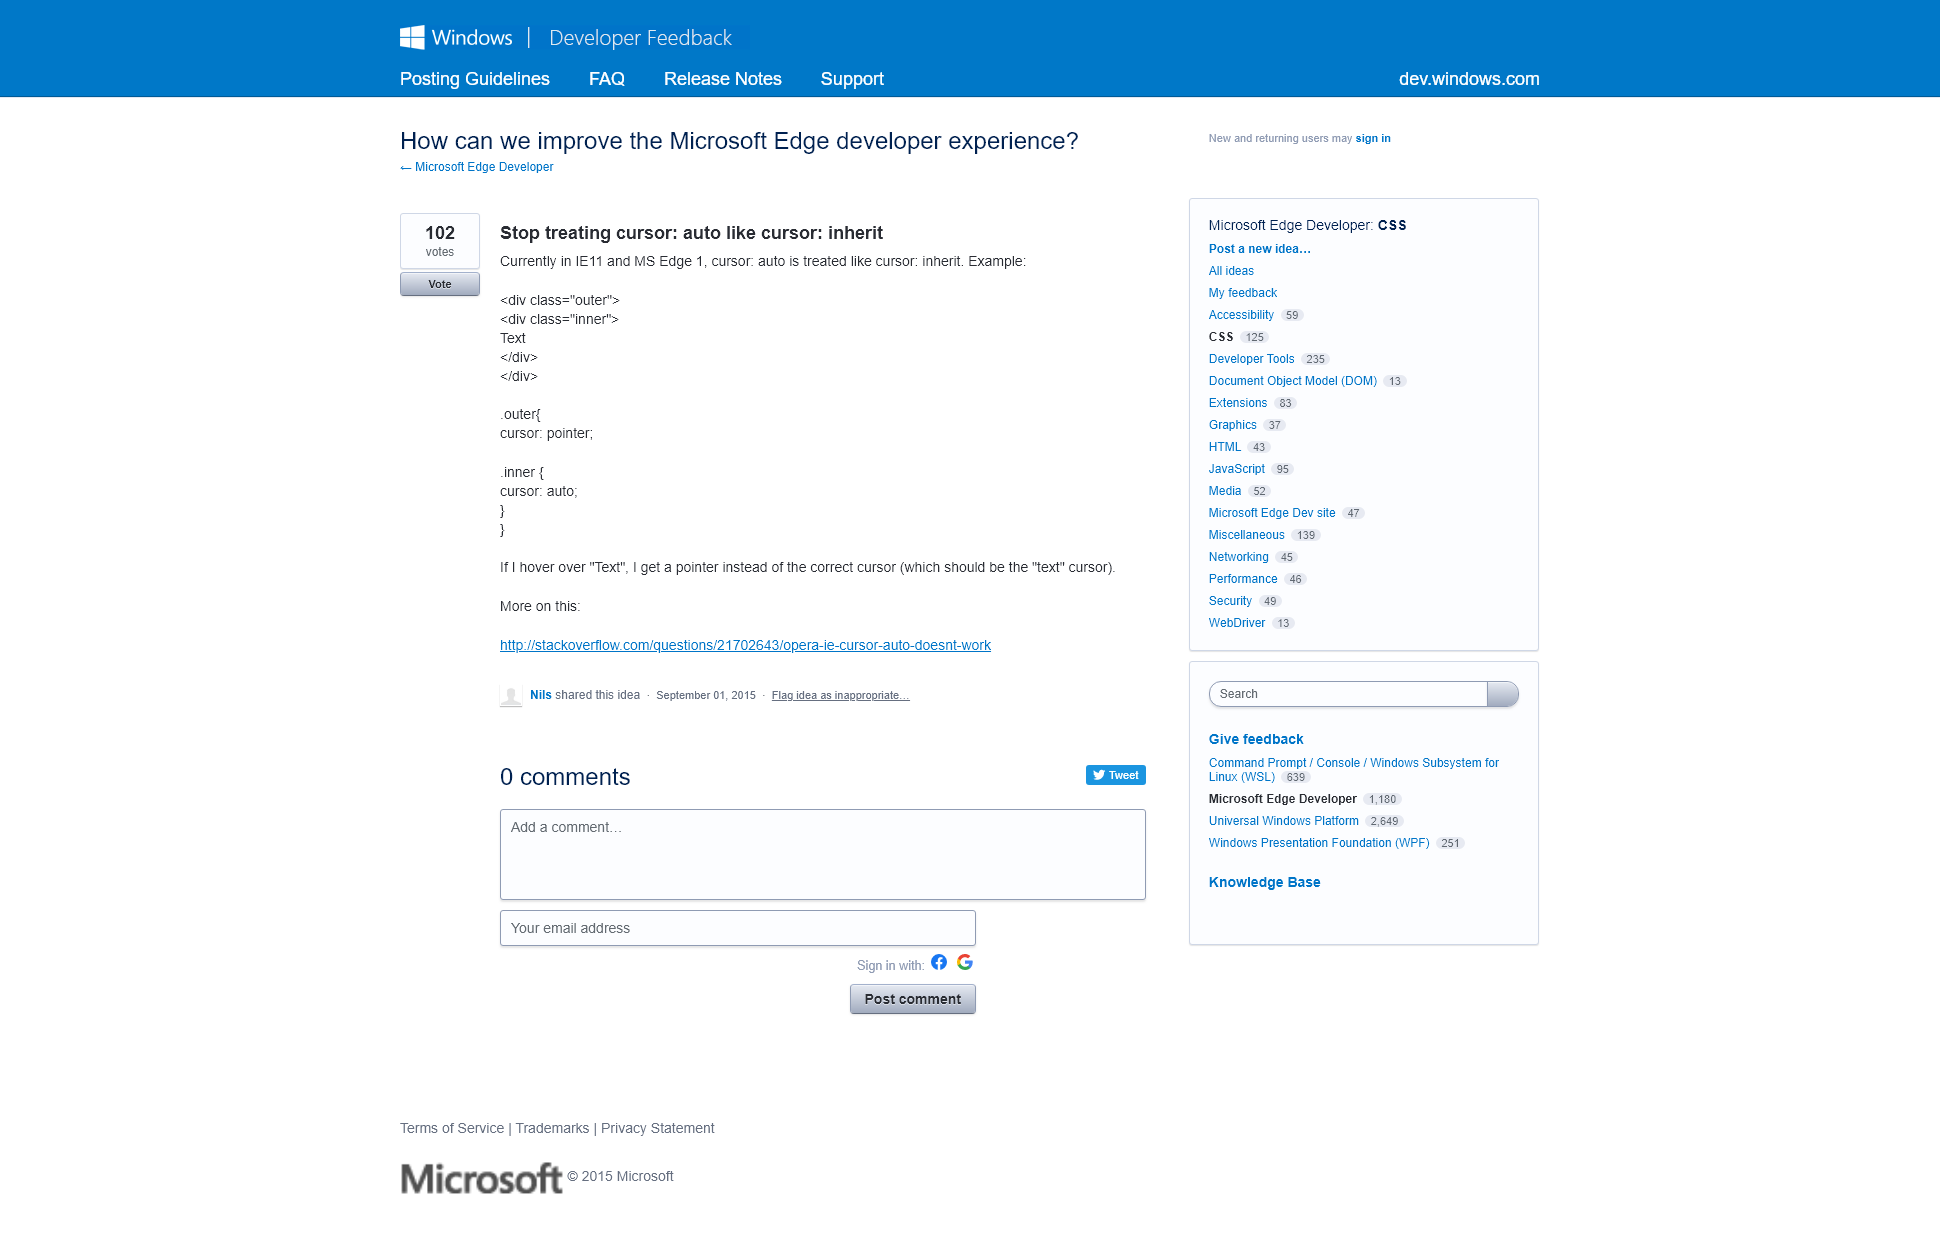 Windows | Developer Feedback
Posting Guidelines FAQ Release Notes Support dev.windows.com
How can we improve the Microsoft Edge developer experience?
← Microsoft Edge Developer
New and returning users may sign in
102
votes
Vote
Stop treating cursor: auto like cursor: inherit
Currently in IE11 and MS Edge 1, cursor: auto is treated like cursor: inherit. Example:
<div class="outer">
<div class="inner">
Text
</div>
</div>
.outer{
cursor: pointer;
.inner {
cursor: auto;
}
}
If I hover over "Text", I get a pointer instead of the correct cursor (which should be the "text" cursor).
More on this:
http://stackoverflow.com/questions/21702643/opera-ie-cursor-auto-doesnt-work
Nils shared this idea · September 01, 2015 · Flag idea as inappropriate…
0 comments
Tweet
Add a comment…
Your email address
Sign in with:
Post comment
Microsoft Edge Developer: CSS
Post a new idea…
All ideas
My feedback
Accessibility 59
CSS 125
Developer Tools 235
Document Object Model (DOM) 13
Extensions 83
Graphics 37
HTML 43
JavaScript 95
Media 52
Microsoft Edge Dev site 47
Miscellaneous 139
Networking 45
Performance 46
Security 49
WebDriver 13
Search
Give feedback
Command Prompt / Console / Windows Subsystem for
Linux (WSL) 639
Microsoft Edge Developer 1,180
Universal Windows Platform 2,649
Windows Presentation Foundation (WPF) 251
Knowledge Base
Terms of Service | Trademarks | Privacy Statement
Microsoft © 2015 Microsoft